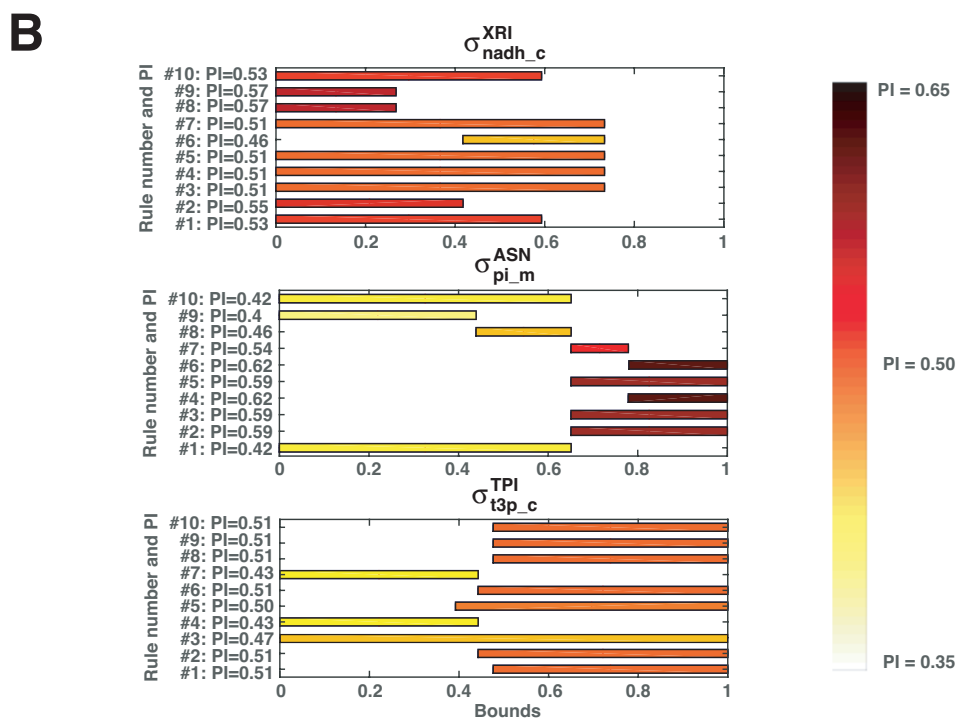 B
σ XRI nadh_c
Rule number and PI
#10: PI=0.53
#9: PI=0.57
#8: PI=0.57
#7: PI=0.51
#6: PI=0.46
#5: PI=0.51
#4: PI=0.51
#3: PI=0.51
#2: PI=0.55
#1: PI=0.53
0 0.2 0.4 0.6 0.8 1
σ ASN pi_m
Rule number and PI
#10: PI=0.42
#9: PI=0.4
#8: PI=0.46
#7: PI=0.54
#6: PI=0.62
#5: PI=0.59
#4: PI=0.62
#3: PI=0.59
#2: PI=0.59
#1: PI=0.42
0 0.2 0.4 0.6 0.8 1
σ TPI t3p_c
Rule number and PI
#10: PI=0.51
#9: PI=0.51
#8: PI=0.51
#7: PI=0.43
#6: PI=0.51
#5: PI=0.50
#4: PI=0.43
#3: PI=0.47
#2: PI=0.51
#1: PI=0.51
0 0.2 0.4 0.6 0.8 1
Bounds
PI = 0.65
PI = 0.50
PI = 0.35